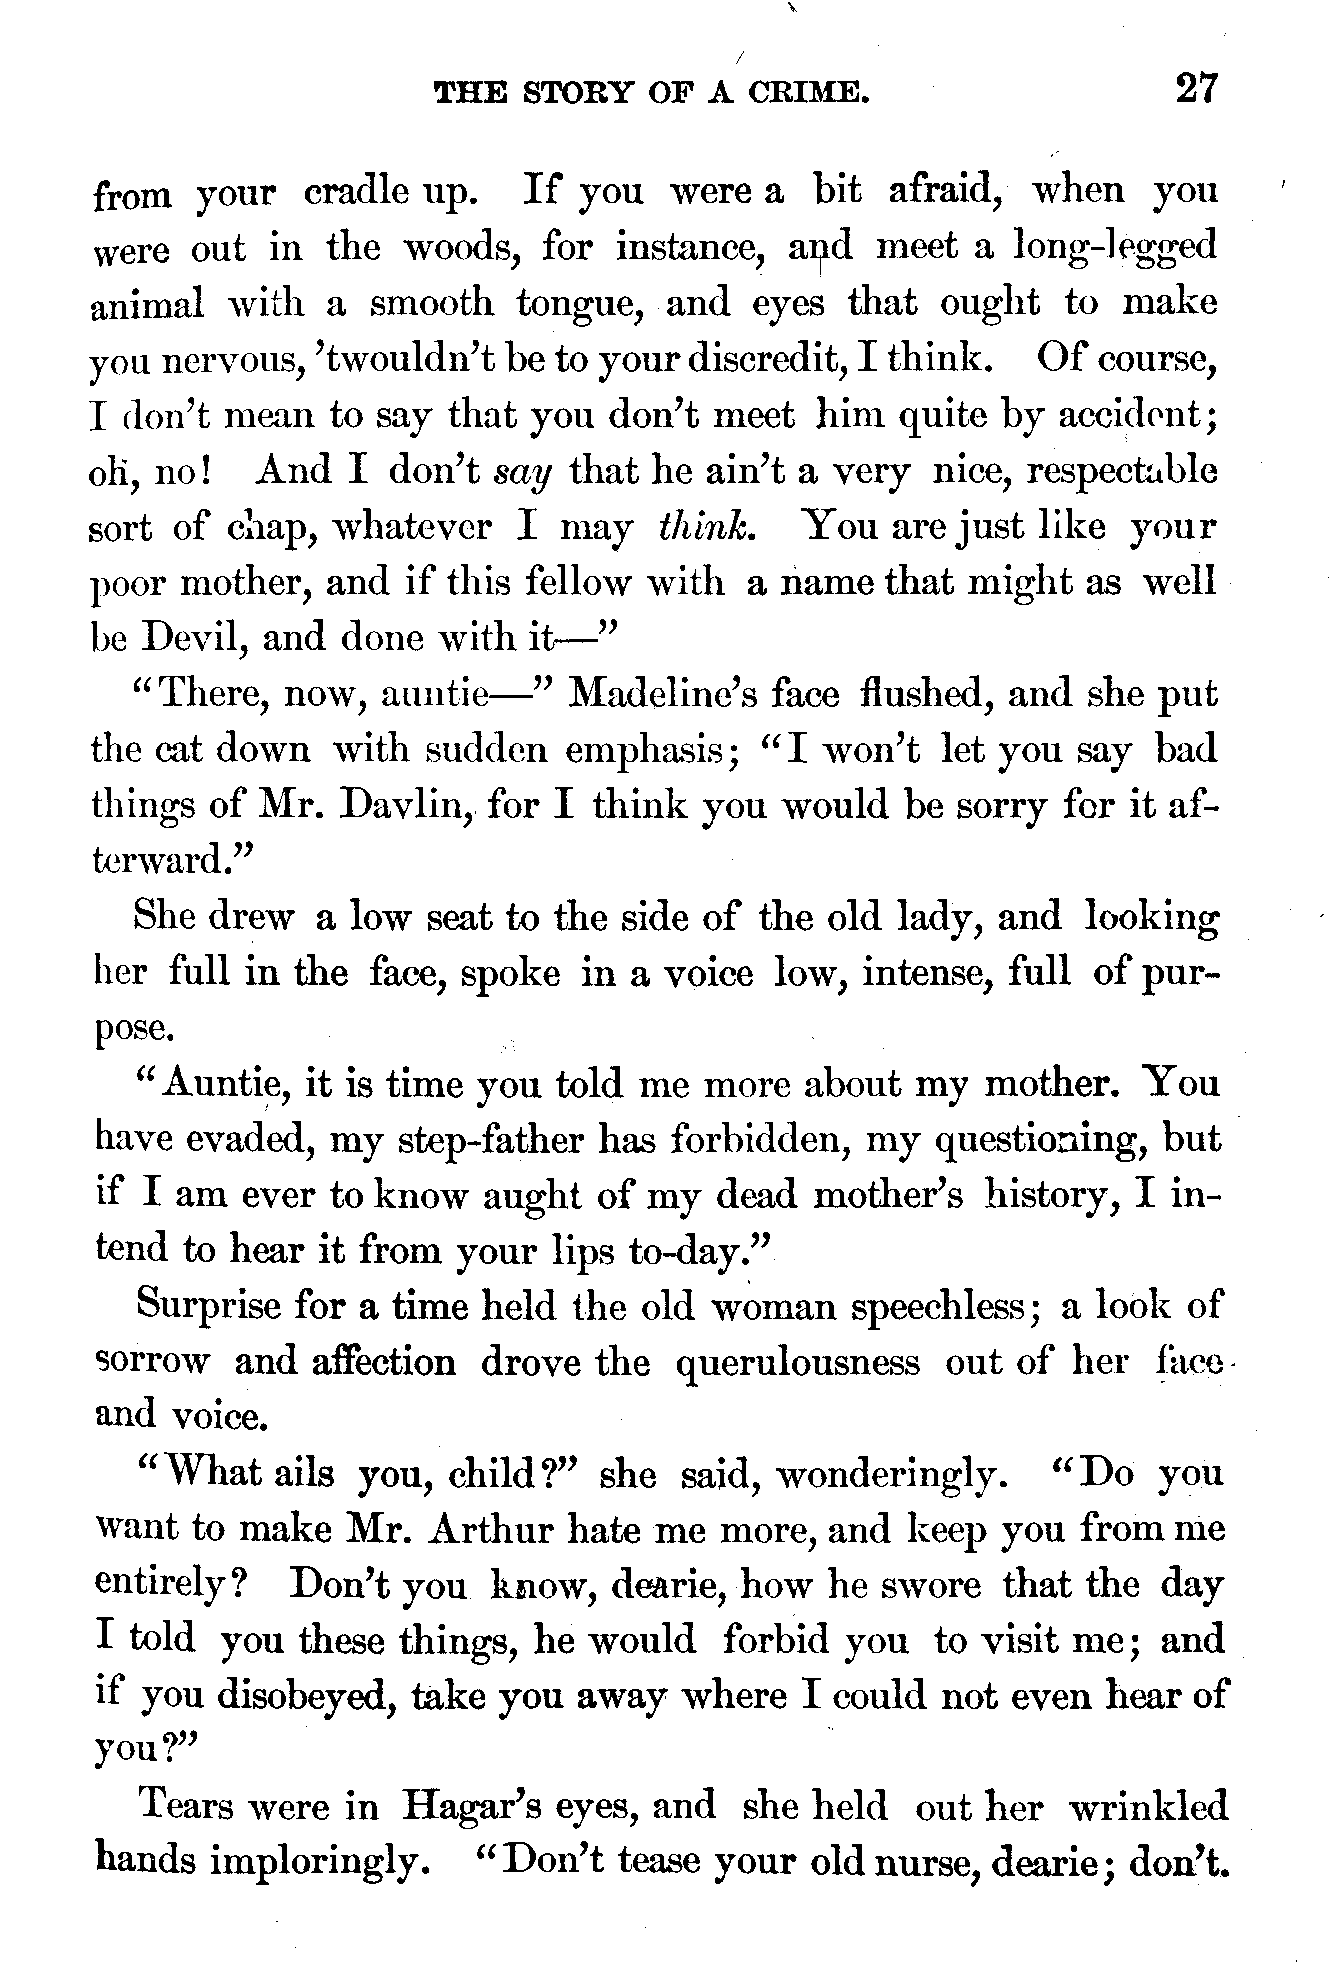 THE STORY OF A CRIME. 27
from your cradle up. If you were a bit afraid, when you
were out in the woods, for instance, and meet a long-legged
animal with a smooth tongue, and eyes that ought to make
you nervous, ’twouldn’t be to your discredit, I think. Of course,
I don’t mean to say that you don’t meet him quite by accident;
oh, no! And I don’t say that he ain’t a very nice, respectable
sort of chap, whatever I may think. You are just like your
poor mother, and if this fellow with a name that might as well
be Devil, and done with it—”
“There, now, auntie—” Madeline’s face flushed, and she put
the cat down with sudden emphasis; “I won’t let you say bad
things of Mr. Davlin, for I think you would be sorry for it af-
terward.”
She drew a low seat to the side of the old lady, and looking
her full in the face, spoke in a voice low, intense, full of pur-
pose.
“Auntie, it is time you told me more about my mother. You
have evaded, my step-father has forbidden, my questioning, but
if I am ever to know aught of my dead mother’s history, I in-
tend to hear it from your lips to-day.”
Surprise for a time held the old woman speechless; a look of
sorrow and affection drove the querulousness out of her face
and voice.
“What ails you, child?” she said, wonderingly. “Do you
want to make Mr. Arthur hate me more, and keep you from me
entirely? Don’t you know, dearie, how he swore that the day
I told you these things, he would forbid you to visit me; and
if you disobeyed, take you away where I could not even hear of
you?”
Tears were in Hagar’s eyes, and she held out her wrinkled
hands imploringly. “Don’t tease your old nurse, dearie; don’t.